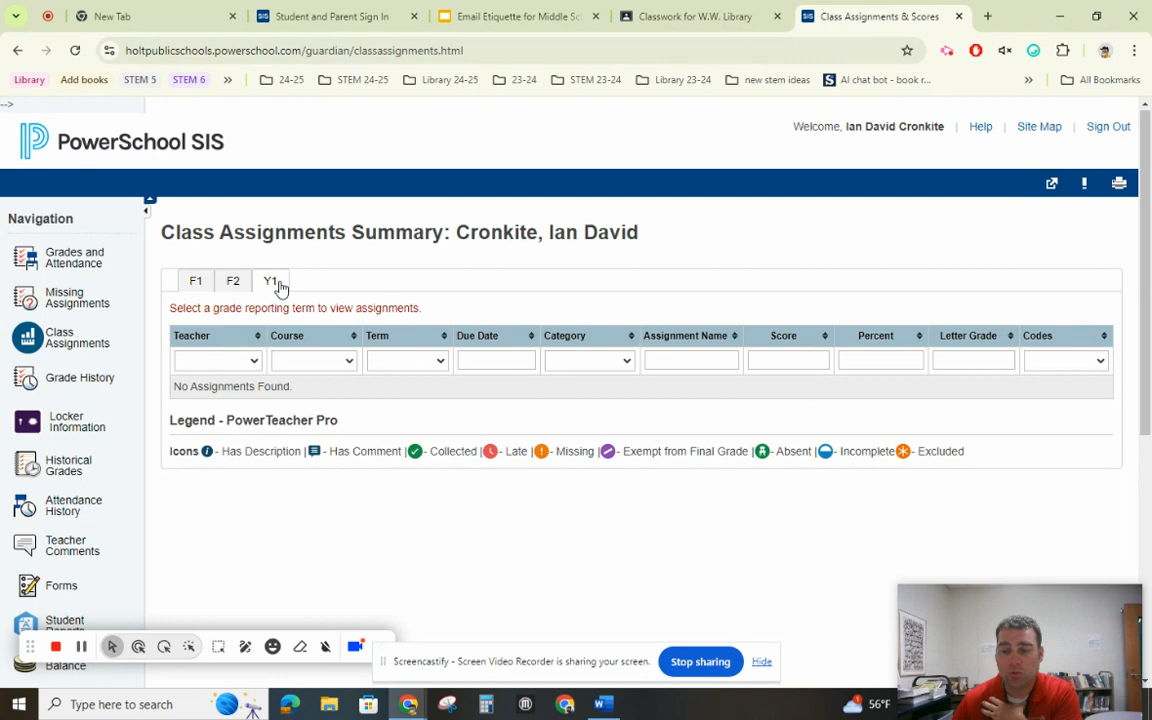 New Tab
Student and Parent Sign In
Email Etiquette for Middle Sc
Classwork for W.W. Library
Class Assignments & Scores
holtpublicschools.powerschool.com/guardian/classassignments.html
Library
Add books
STEM 5
STEM 6
24-25
STEM 24-25
Library 24-25
23-24
STEM 23-24
Library 23-24
new stem ideas
AI chat bot - book r...
All Bookmarks
-->
PowerSchool SIS
Welcome, Ian David Cronkite | Help | Site Map | Sign Out
Navigation
Grades and
Attendance
Missing
Assignments
Class
Assignments
Grade History
Locker
Information
Historical
Grades
Attendance
History
Teacher
Comments
Forms
Student
Balance
Class Assignments Summary: Cronkite, Ian David
F1 F2 Y1
Select a grade reporting term to view assignments.
Teacher Course Term Due Date Category Assignment Name Score Percent Letter Grade Codes
No Assignments Found.
Legend - PowerTeacher Pro
Icons - Has Description | - Has Comment | - Collected | - Late | - Missing | - Exempt from Final Grade | - Absent | - Incomplete - Excluded
Screencastify - Screen Video Recorder is sharing your screen.
Stop sharing
Hide
Type here to search
56°F